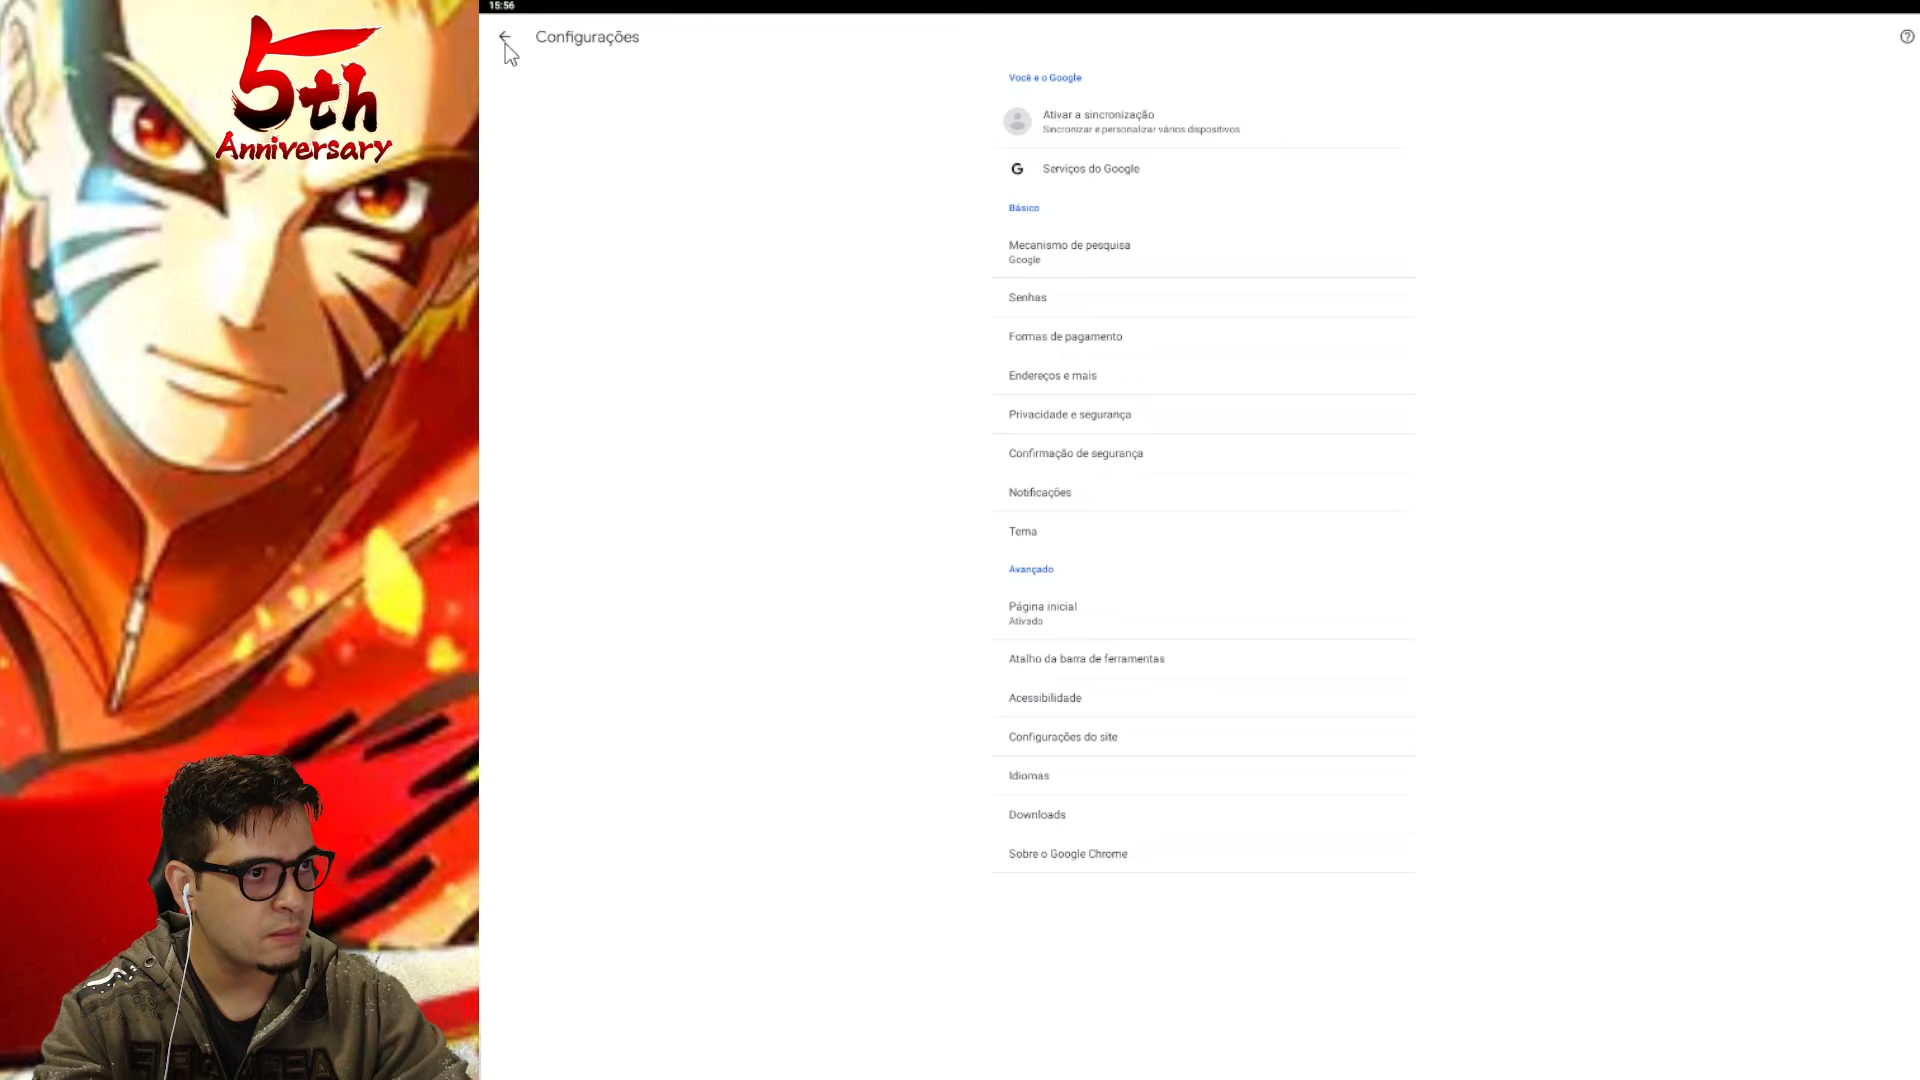 15:56
Configurações
5th
Anniversary
Você e o Google
Ativar a sincronização
Sincronizar e personalizar vários dispositivos
G
Serviços do Google
Básico
Mecanismo de pesquisa
Google
Senhas
Formas de pagamento
Endereços e mais
Privacidade e segurança
Confirmação de segurança
Notificações
Tema
Avançado
Página inicial
Ativado
Atalho da barra de ferramentas
Acessibilidade
Configurações do site
Idiomas
Downloads
Sobre o Google Chrome